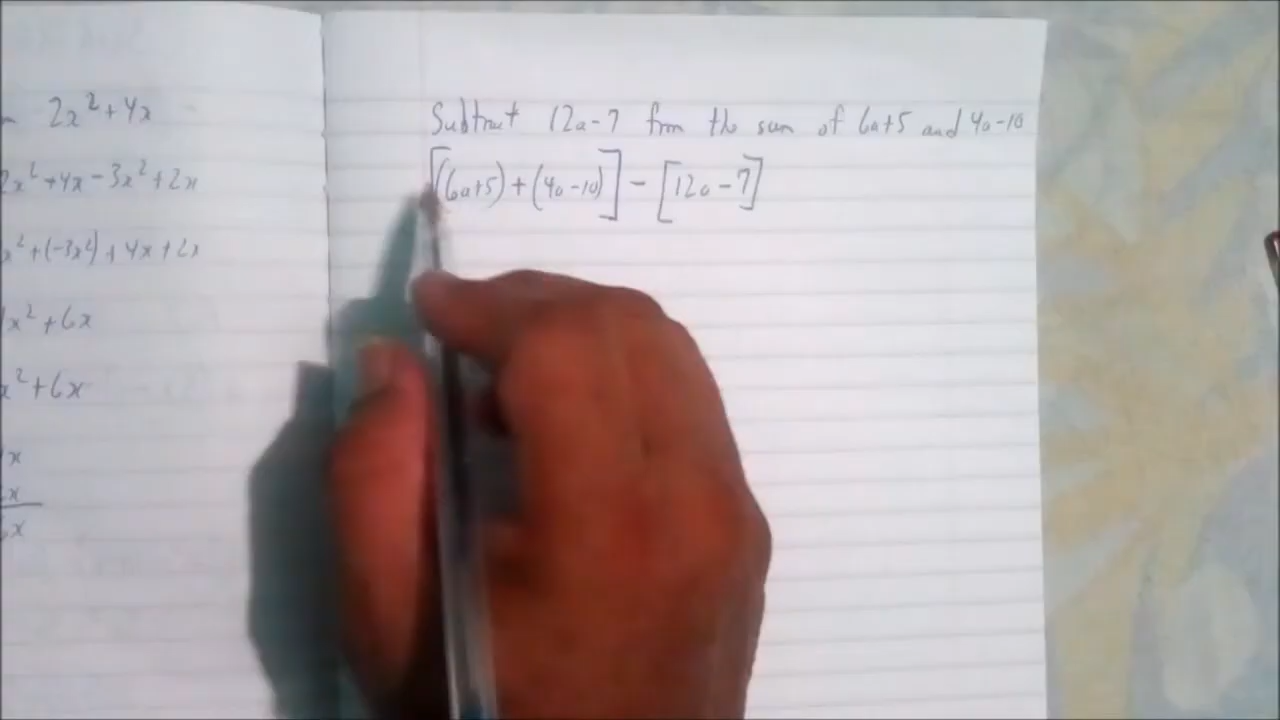 2x² + 4x
2x² + 4x - 3x² + 2x
x² + (-3x²) + 4x + 2x
x² + 6x
x² + 6x
x
x
6x
Subtract 12a - 7 from the sum of 6a+5 and 4a-10
[(6a+5) + (4a-10)] - [12a - 7]